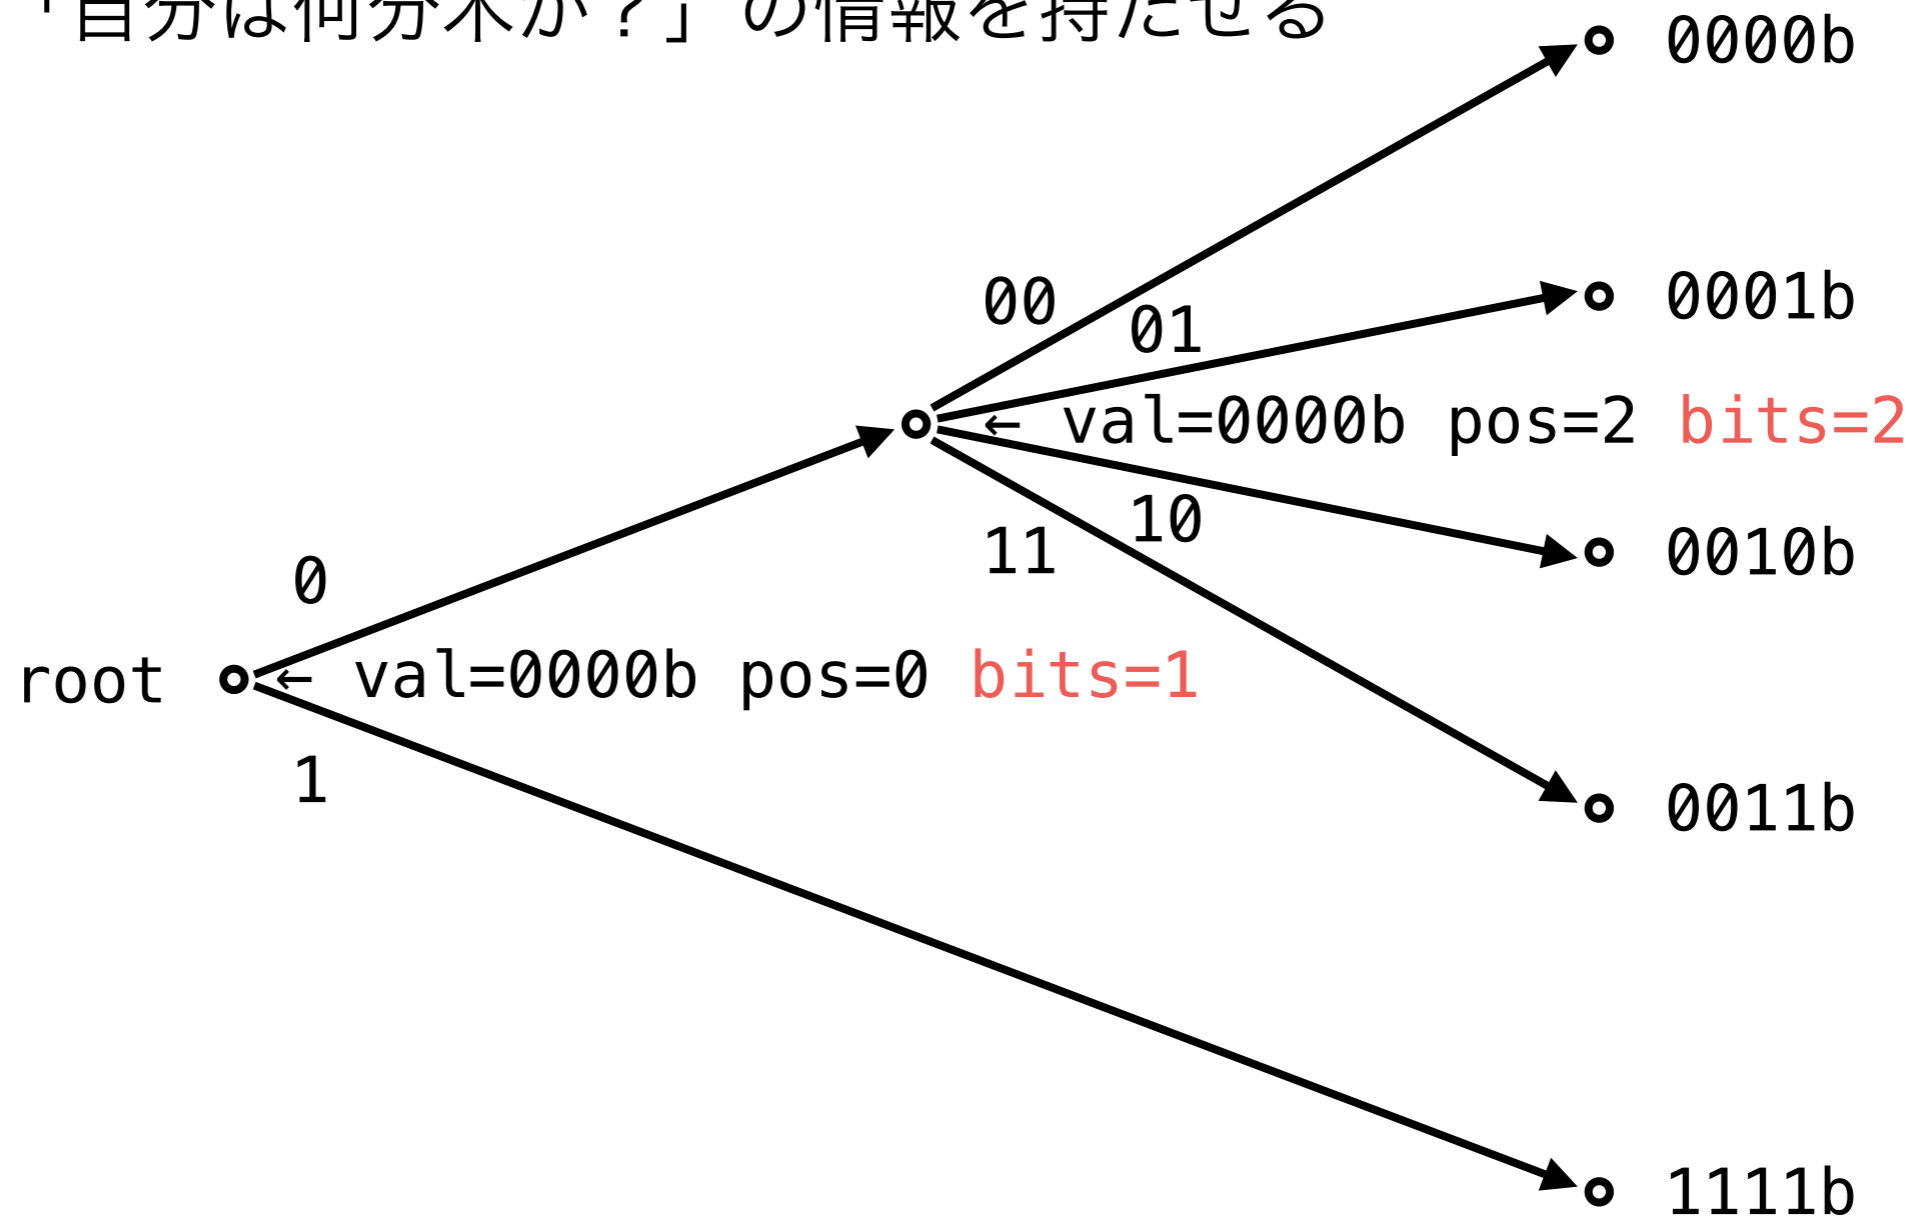 「自分は何分木か？」の情報を持たせる
0000b
00
0001b
01
← val=0000b pos=2 bits=2
10
0010b
11
0
root ← val=0000b pos=0 bits=1
1
0011b
1111b